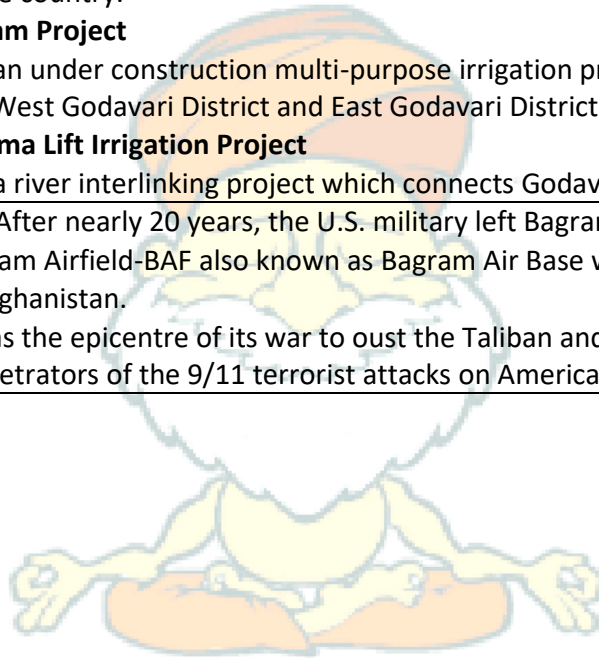 country.
am Project
an under construction multi-purpose irrigation pr
West Godavari District and East Godavari District
ma Lift Irrigation Project
a river interlinking project which connects Godav
After nearly 20 years, the U.S. military left Bagra
am Airfield-BAF also known as Bagram Air Base
ghanistan.
s the epicentre of its war to oust the Taliban and
etrators of the 9/11 terrorist attacks on America